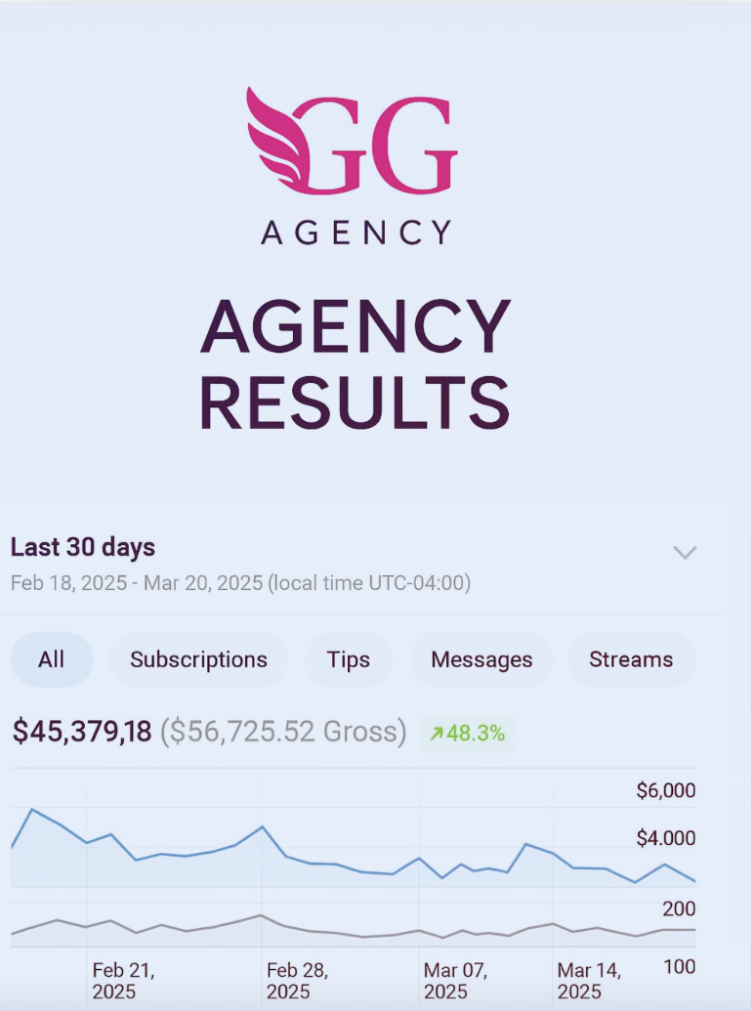 GG
AGENCY
AGENCY
RESULTS
Last 30 days
Feb 18, 2025 - Mar 20, 2025 (local time UTC-04:00)
All Subscriptions Tips Messages Streams
$45,379,18 ($56,725.52 Gross) ↗48.3%
$6,000
$4.000
200
100
Feb 21, 2025
Feb 28, 2025
Mar 07, 2025
Mar 14, 2025